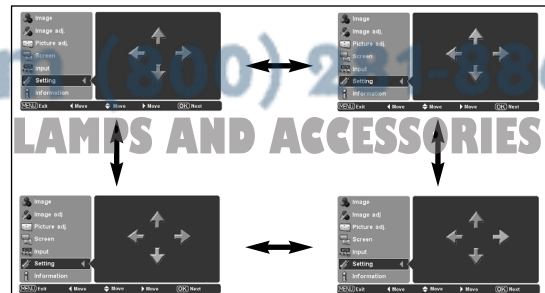 Image
Image adj.
Picture adj.
Screen
Input
Setting
Information
MENU Exit Move Move Move OK Next
Image
Image adj.
Picture adj.
Screen
Input
Setting
Information
MENU Exit Move Move Move OK Next
(800) 2
LAMPS AND ACCESSORIES
Image
Image adj.
Picture adj.
Screen
Input
Setting
Information
MENU Exit Move Move Move OK Next
Image
Image adj.
Picture adj.
Screen
Input
Setting
Information
MENU Exit Move Move Move OK Next